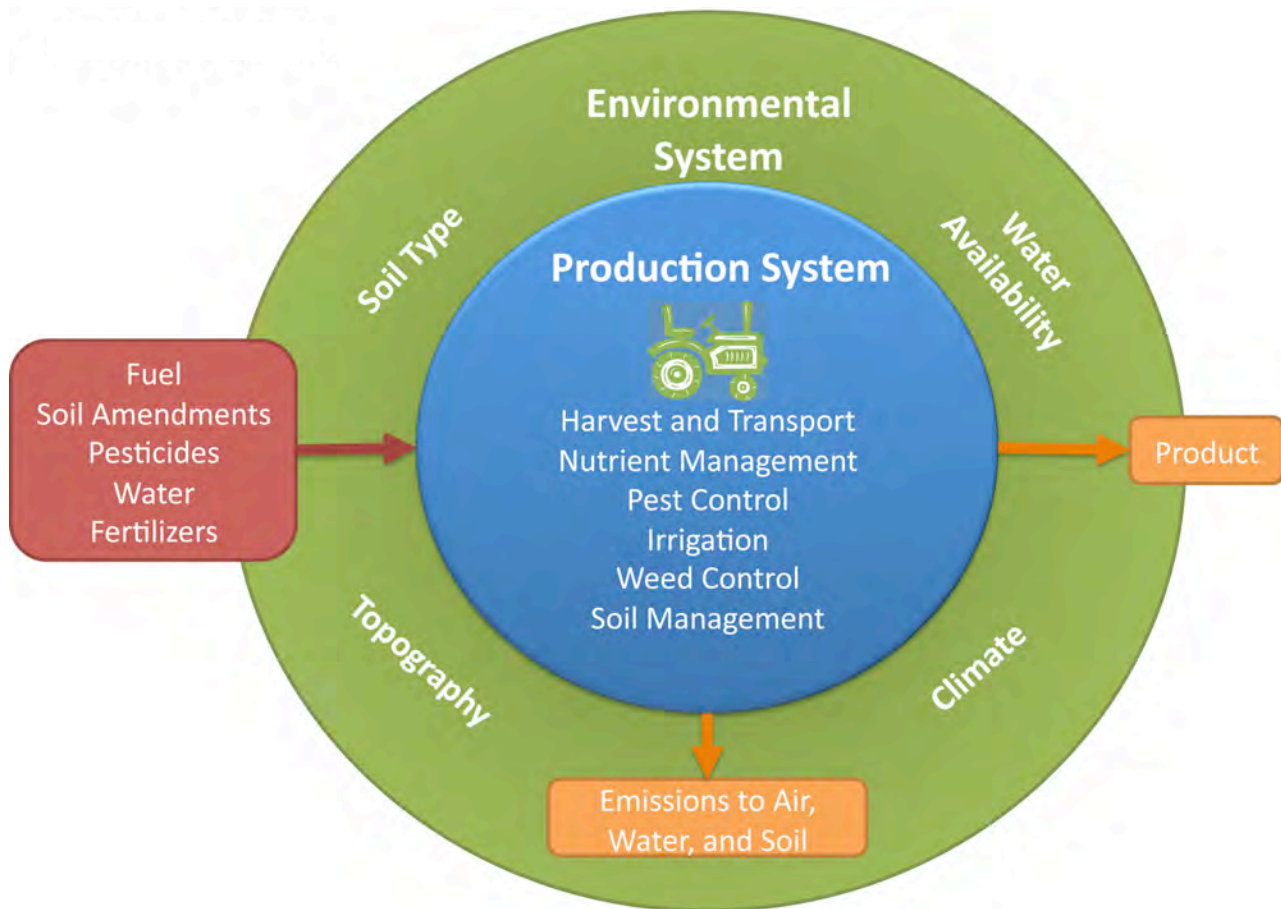 Environmental
System
Soil Type
Water
Availability
Production System
Fuel
Soil Amendments
Pesticides
Water
Fertilizers
Harvest and Transport
Nutrient Management
Pest Control
Irrigation
Weed Control
Soil Management
Product
Topography
Climate
Emissions to Air,
Water, and Soil